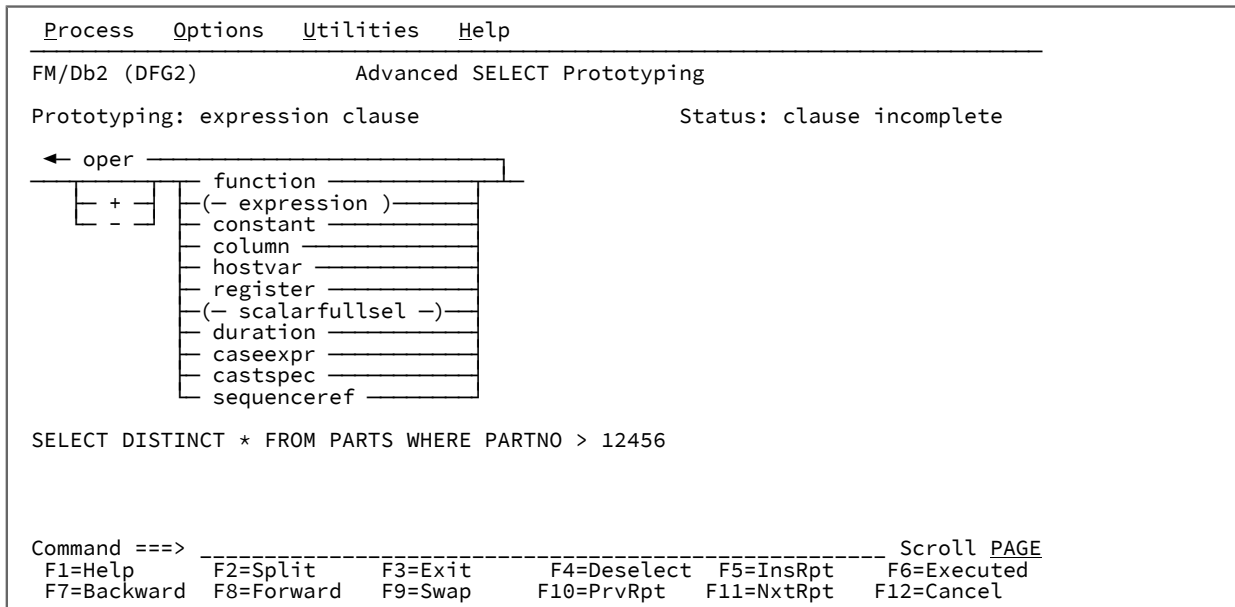 Process Options Utilities Help
FM/Db2 (DFG2) Advanced SELECT Prototyping
Prototyping: expression clause Status: clause incomplete
oper
function
+ (— expression )
- constant
column
hostvar
register
(— scalarfullsel —)
duration
caseexpr
castspec
sequenceref
SELECT DISTINCT * FROM PARTS WHERE PARTNO > 12456
Command ===> _____________________________________________________ Scroll PAGE
F1=Help F2=Split F3=Exit F4=Deselect F5=InsRpt F6=Executed
F7=Backward F8=Forward F9=Swap F10=PrvRpt F11=NxtRpt F12=Cancel